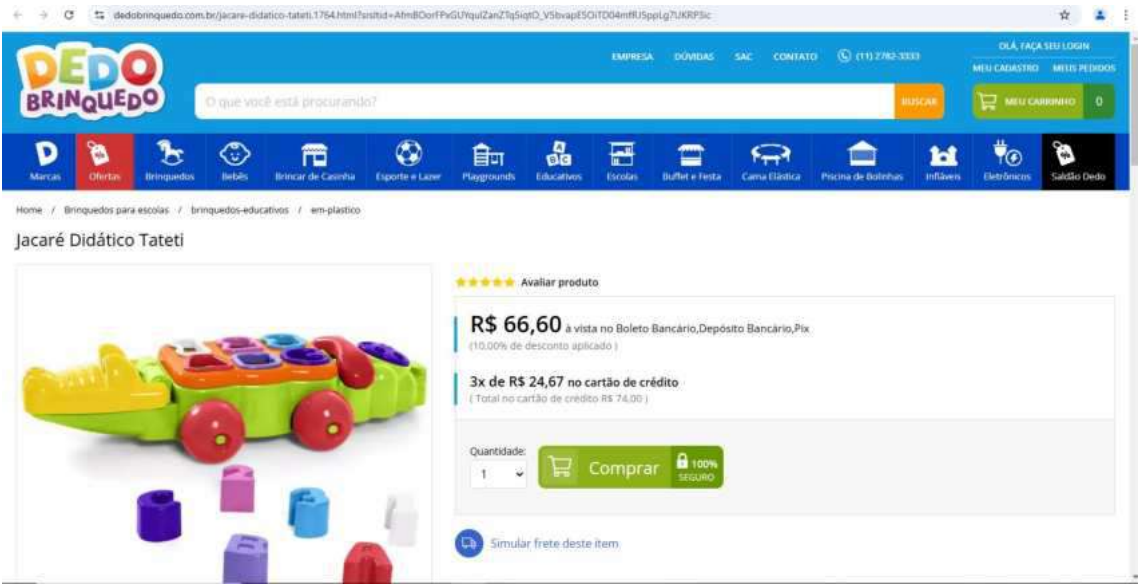 dedobrinquedo.com.br/jacare-didatico-tateti.1764.html?
EMPRESA DÚVIDAS SAC CONTATO (11) 2782-3333
OLÁ, FAÇA SEU LOGIN
MEU CADASTRO MEUS PEDIDOS
DEDO
BRINQUEDO
O que você está procurando?
BUSCAR
MEU CARRINHO 0
Marcas Ofertas Brinquedos Bebês Brincar de Casinha Esporte e Lazer Playgrounds Educativos Escolas Buffet e Festa Cama Elástica Piscina de Bolinhas Infláveis Eletrônicos Saldão Dedo
Home / Brinquedos para escolas / brinquedos-educativos / em-plastico
Jacaré Didático Tateti
Avaliar produto
R$ 66,60 à vista no Boleto Bancário,Depósito Bancário,Pix
(10,00% de desconto aplicado )
3x de R$ 24,67 no cartão de crédito
( Total no cartão de crédito R$ 74,00 )
Quantidade:
1
Comprar
100%
SEGURO
Simular frete deste item